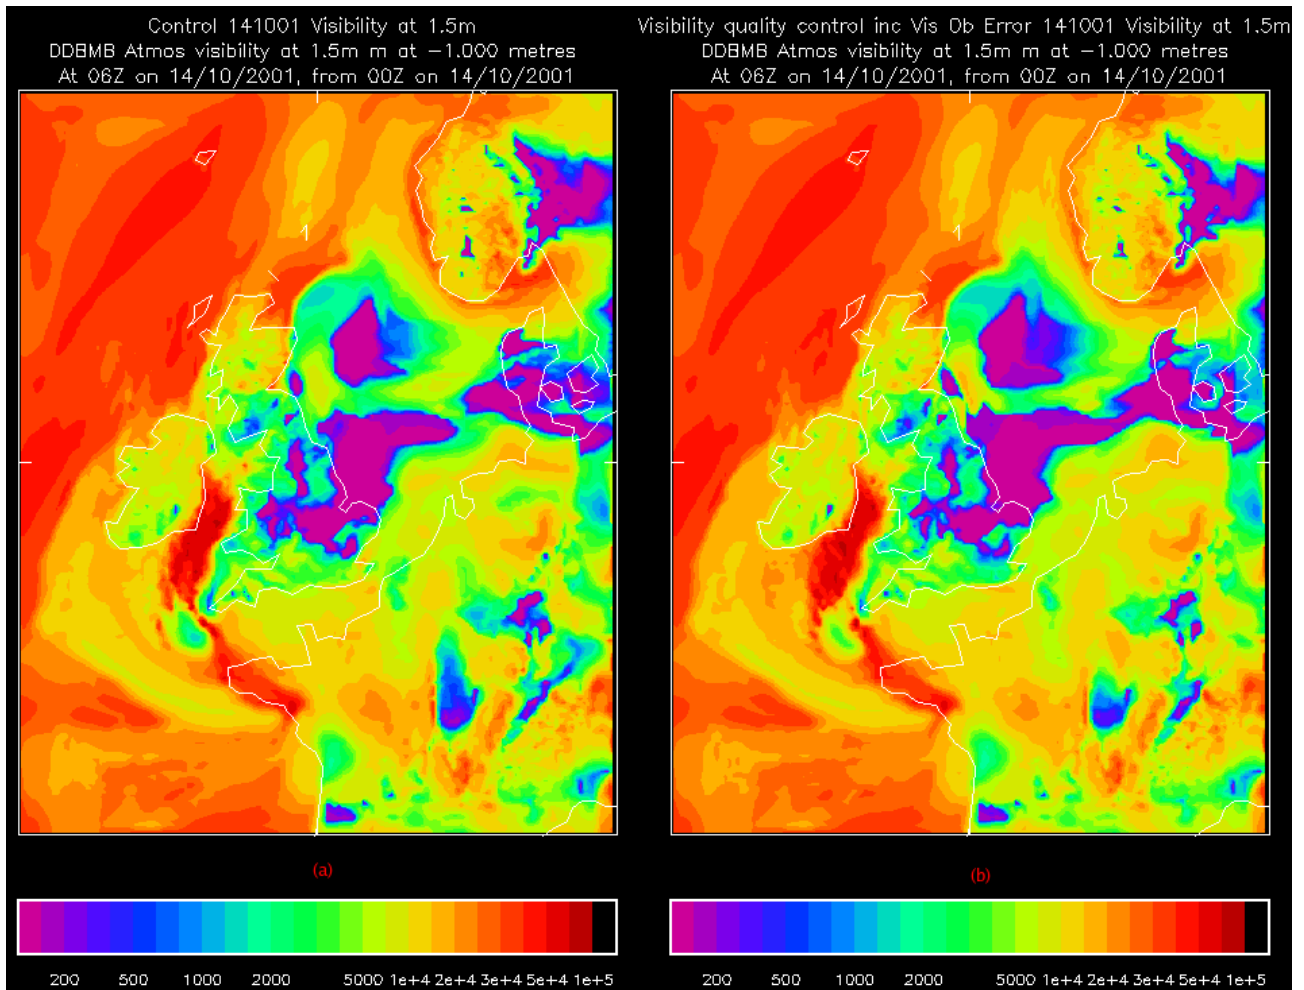 Control 141001 Visibility at 1.5m
DDBMB Atmos visibility at 1.5m m at −1.000 metres
At 06Z on 14/10/2001, from 00Z on 14/10/2001
(a)
200 500 1000 2000 5000 1e+4 2e+4 3e+4 5e+4 1e+5
Visibility quality control inc Vis Ob Error 141001 Visibility at 1.5m
DDBMB Atmos visibility at 1.5m m at −1.000 metres
At 06Z on 14/10/2001, from 00Z on 14/10/2001
(b)
200 500 1000 2000 5000 1e+4 2e+4 3e+4 5e+4 1e+5